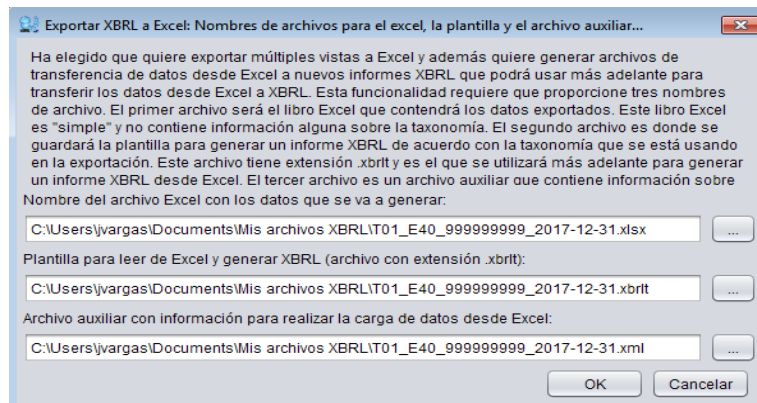 Exportar XBRL a Excel: Nombres de archivos para el excel, la plantilla y el archivo auxiliar...
Ha elegido que quiere exportar múltiples vistas a Excel y además quiere generar archivos de
transferencia de datos desde Excel a nuevos informes XBRL que podrá usar más adelante para
transferir los datos desde Excel a XBRL. Esta funcionalidad requiere que proporcione tres nombres
de archivo. El primer archivo será el libro Excel que contendrá los datos exportados. Este libro Excel
es "simple" y no contiene información alguna sobre la taxonomía. El segundo archivo es donde se
guardará la plantilla para generar un informe XBRL de acuerdo con la taxonomía que se está usando
en la exportación. Este archivo tiene extensión .xbrlt y es el que se utilizará más adelante para generar
un informe XBRL desde Excel. El tercer archivo es un archivo auxiliar que contiene información sobre
Nombre del archivo Excel con los datos que se va a generar:
C:\Users\jvargas\Documents\Mis archivos XBRL\T01_E40_999999999_2017-12-31.xlsx
...
Plantilla para leer de Excel y generar XBRL (archivo con extensión .xbrlt):
C:\Users\jvargas\Documents\Mis archivos XBRL\T01_E40_999999999_2017-12-31.xbrlt
...
Archivo auxiliar con información para realizar la carga de datos desde Excel:
C:\Users\jvargas\Documents\Mis archivos XBRL\T01_E40_999999999_2017-12-31.xml
...
OK Cancelar